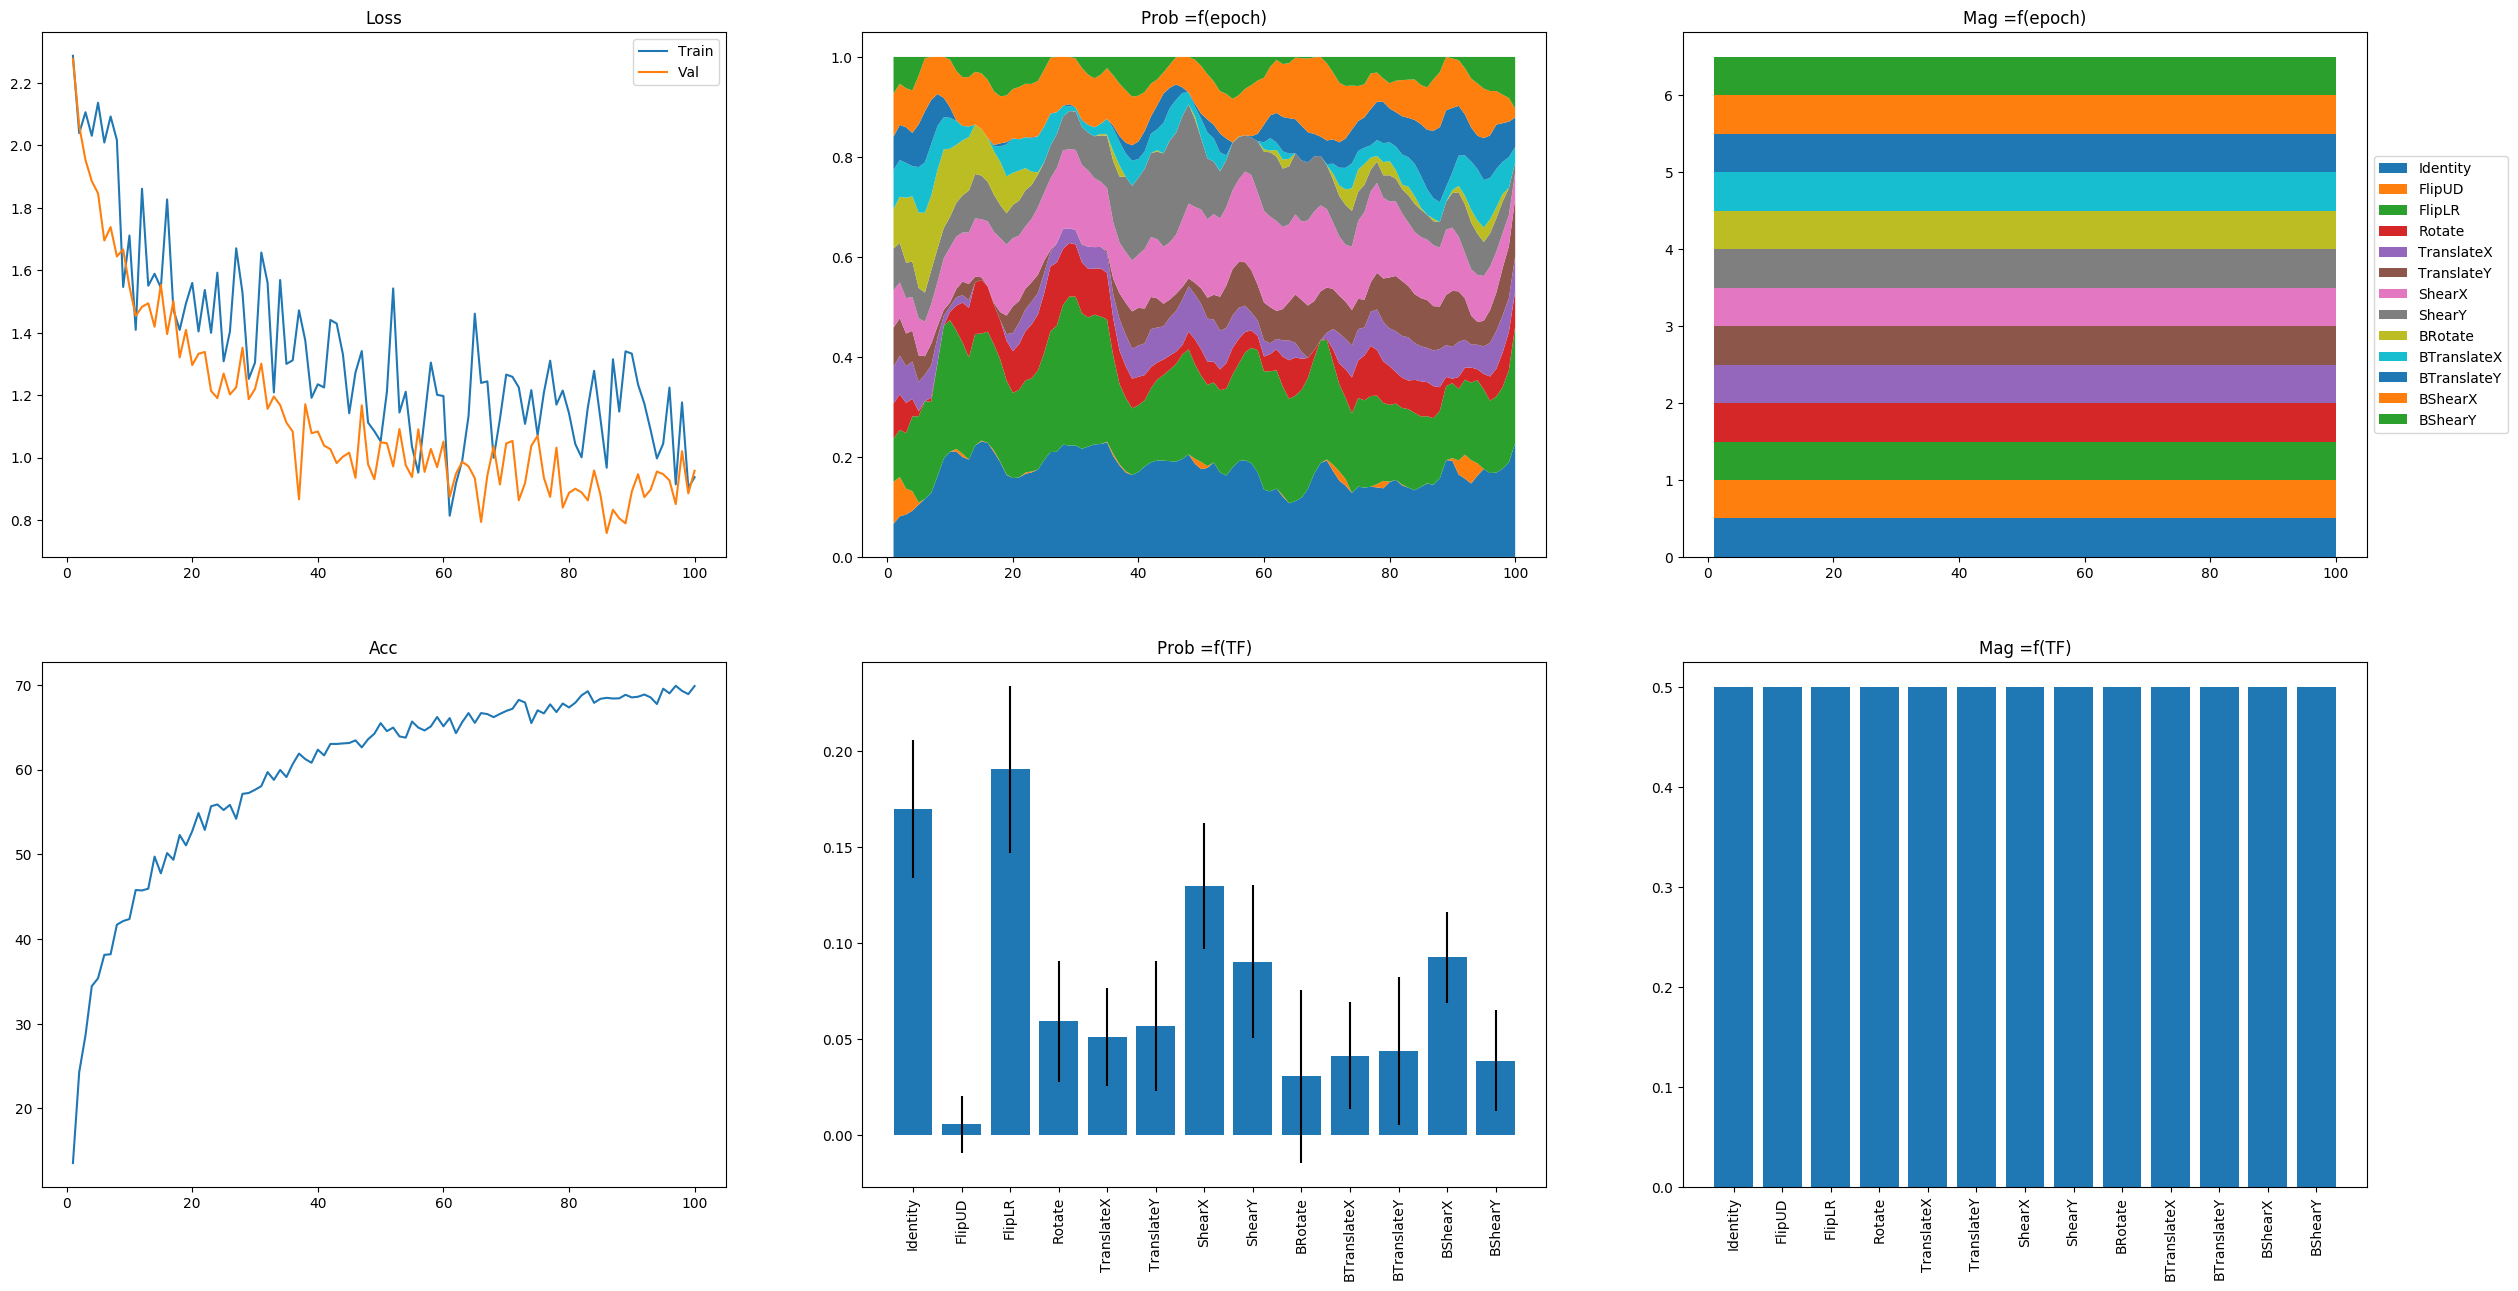 Loss
Train
Val
2.2
2.0
1.8
1.6
1.4
1.2
1.0
0.8
0 20 40 60 80 100
Prob =f(epoch)
1.0
0.8
0.6
0.4
0.2
0.0
0 20 40 60 80 100
Mag =f(epoch)
6
5
4
3
2
1
0
0 20 40 60 80 100
Identity
FlipUD
FlipLR
Rotate
TranslateX
TranslateY
ShearX
ShearY
BRotate
BTranslateX
BTranslateY
BShearX
BShearY
Acc
70
60
50
40
30
20
0 20 40 60 80 100
Prob =f(TF)
0.20
0.15
0.10
0.05
0.00
Identity
FlipUD
FlipLR
Rotate
TranslateX
TranslateY
ShearX
ShearY
BRotate
BTranslateX
BTranslateY
BShearX
BShearY
Mag =f(TF)
0.5
0.4
0.3
0.2
0.1
0.0
Identity
FlipUD
FlipLR
Rotate
TranslateX
TranslateY
ShearX
ShearY
BRotate
BTranslateX
BTranslateY
BShearX
BShearY